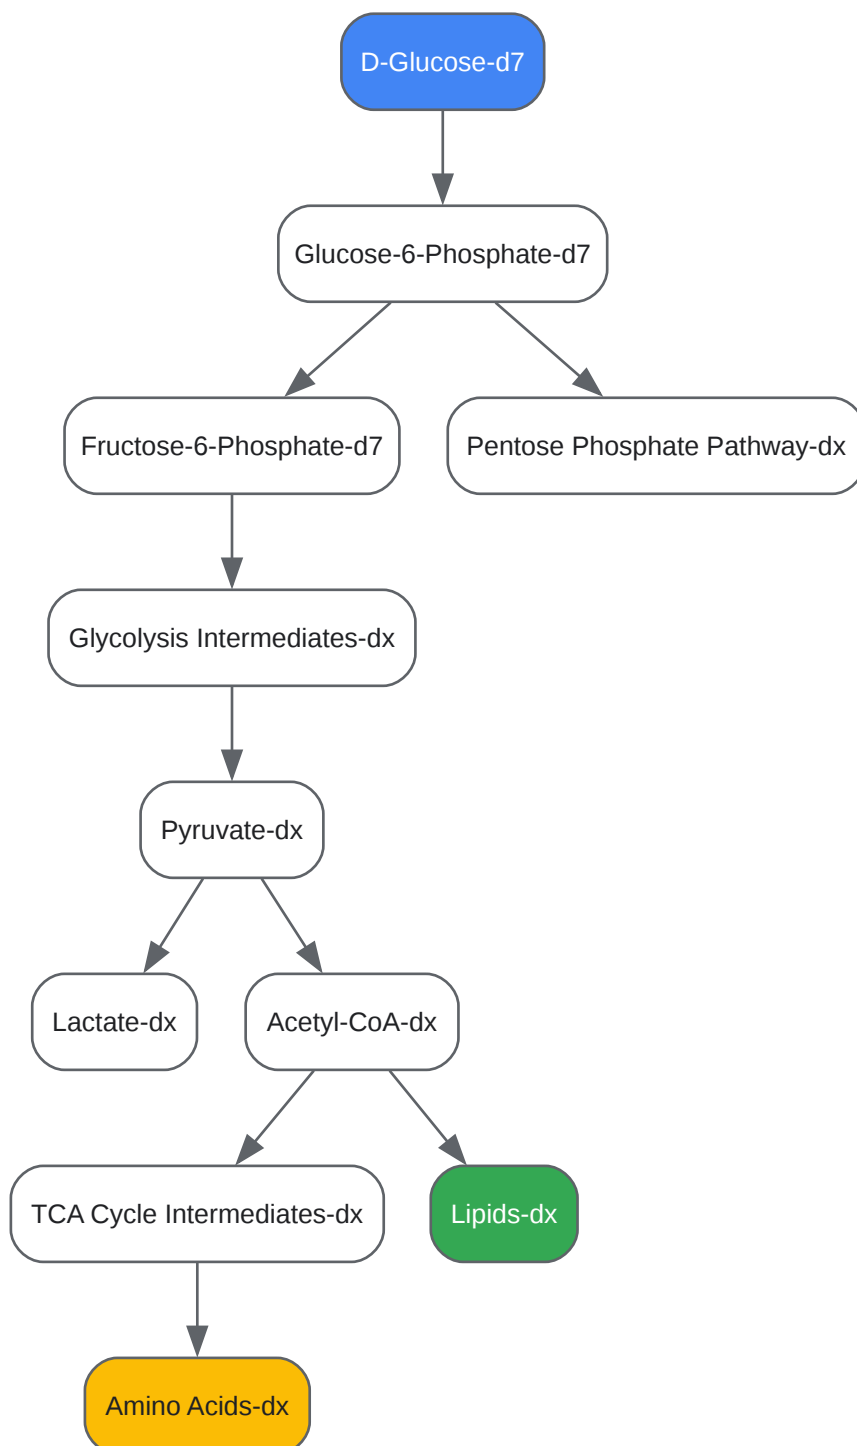 D-Glucose-d7
Glucose-6-Phosphate-d7
Fructose-6-Phosphate-d7
Pentose Phosphate Pathway-dx
Glycolysis Intermediates-dx
Pyruvate-dx
Lactate-dx
Acetyl-CoA-dx
TCA Cycle Intermediates-dx
Lipids-dx
Amino Acids-dx